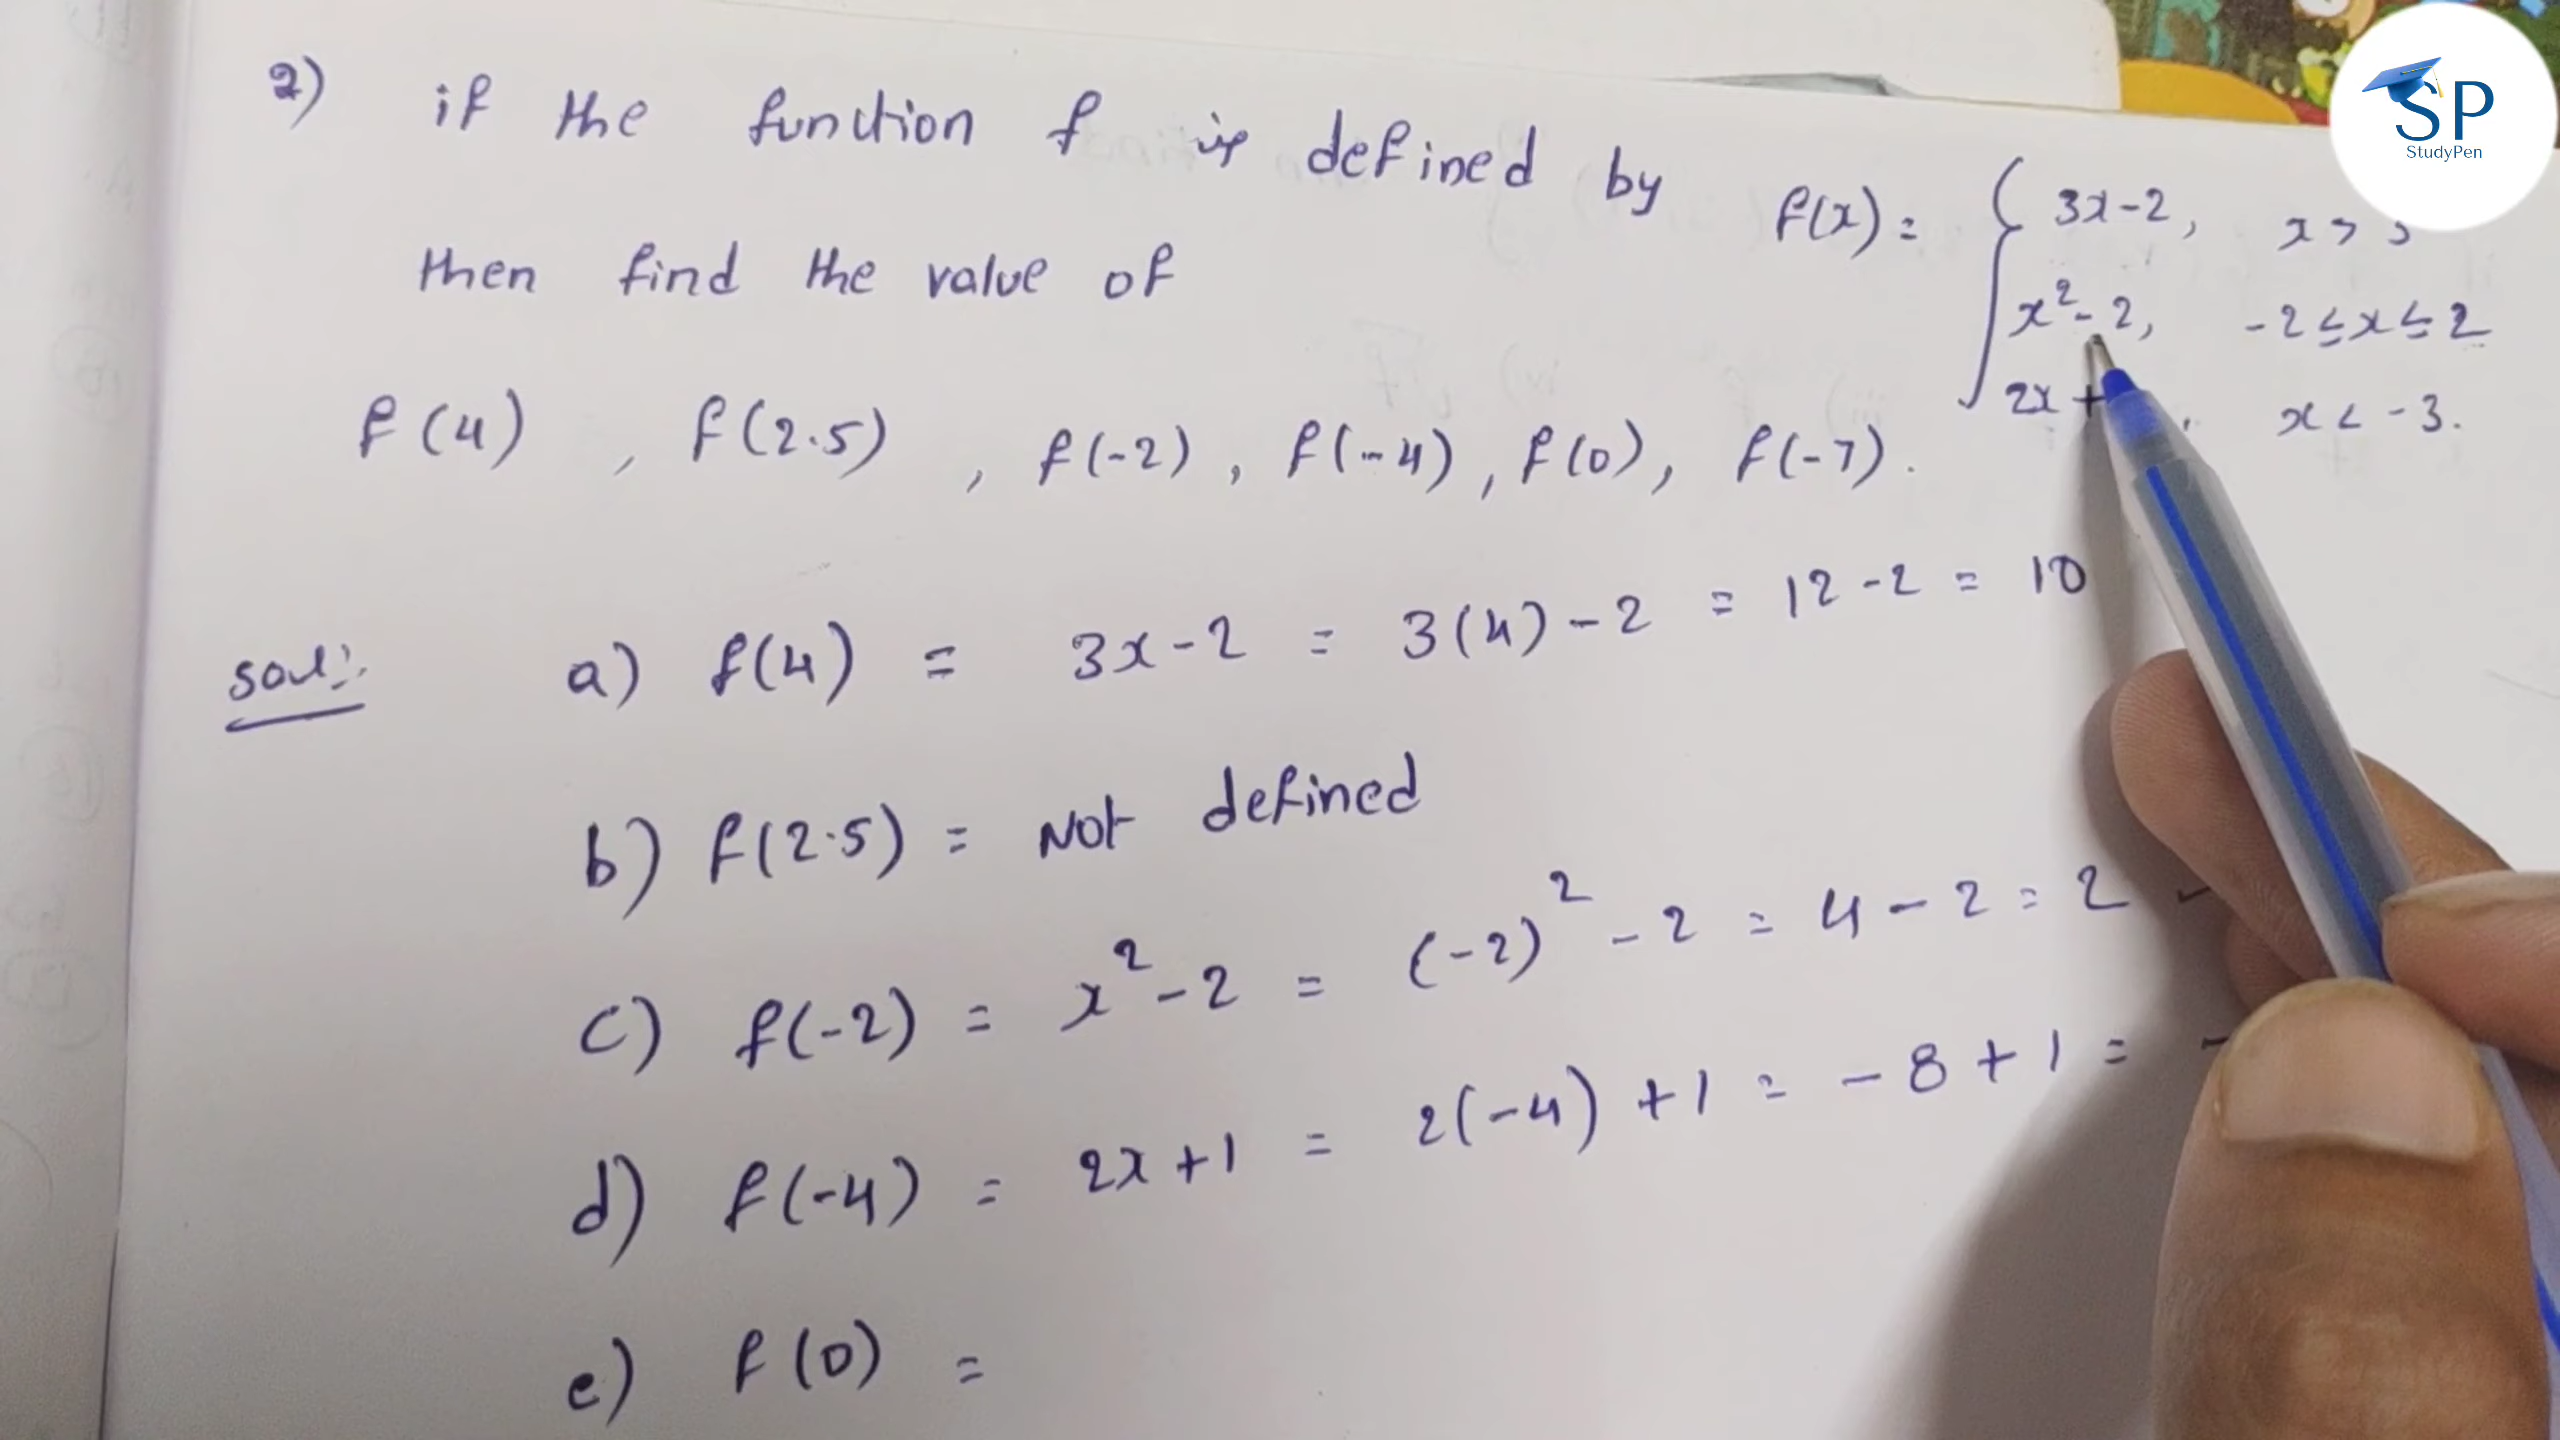 2) if the function f is defined by f(x) = { 3x-2, x >
x²-2, -2 ≤ x ≤ 2
2x + , x < -3.
then find the value of
f(4), f(2.5), f(-2), f(-4), f(0), f(-7).
sol:-
a) f(4) = 3x-2 = 3(4)-2 = 12-2 = 10
b) f(2.5) = Not defined
c) f(-2) = x²-2 = (-2)²-2 = 4-2 = 2
d) f(-4) = 2x+1 = 2(-4)+1 = -8+1 = -
e) f(0) =
SP
StudyPen